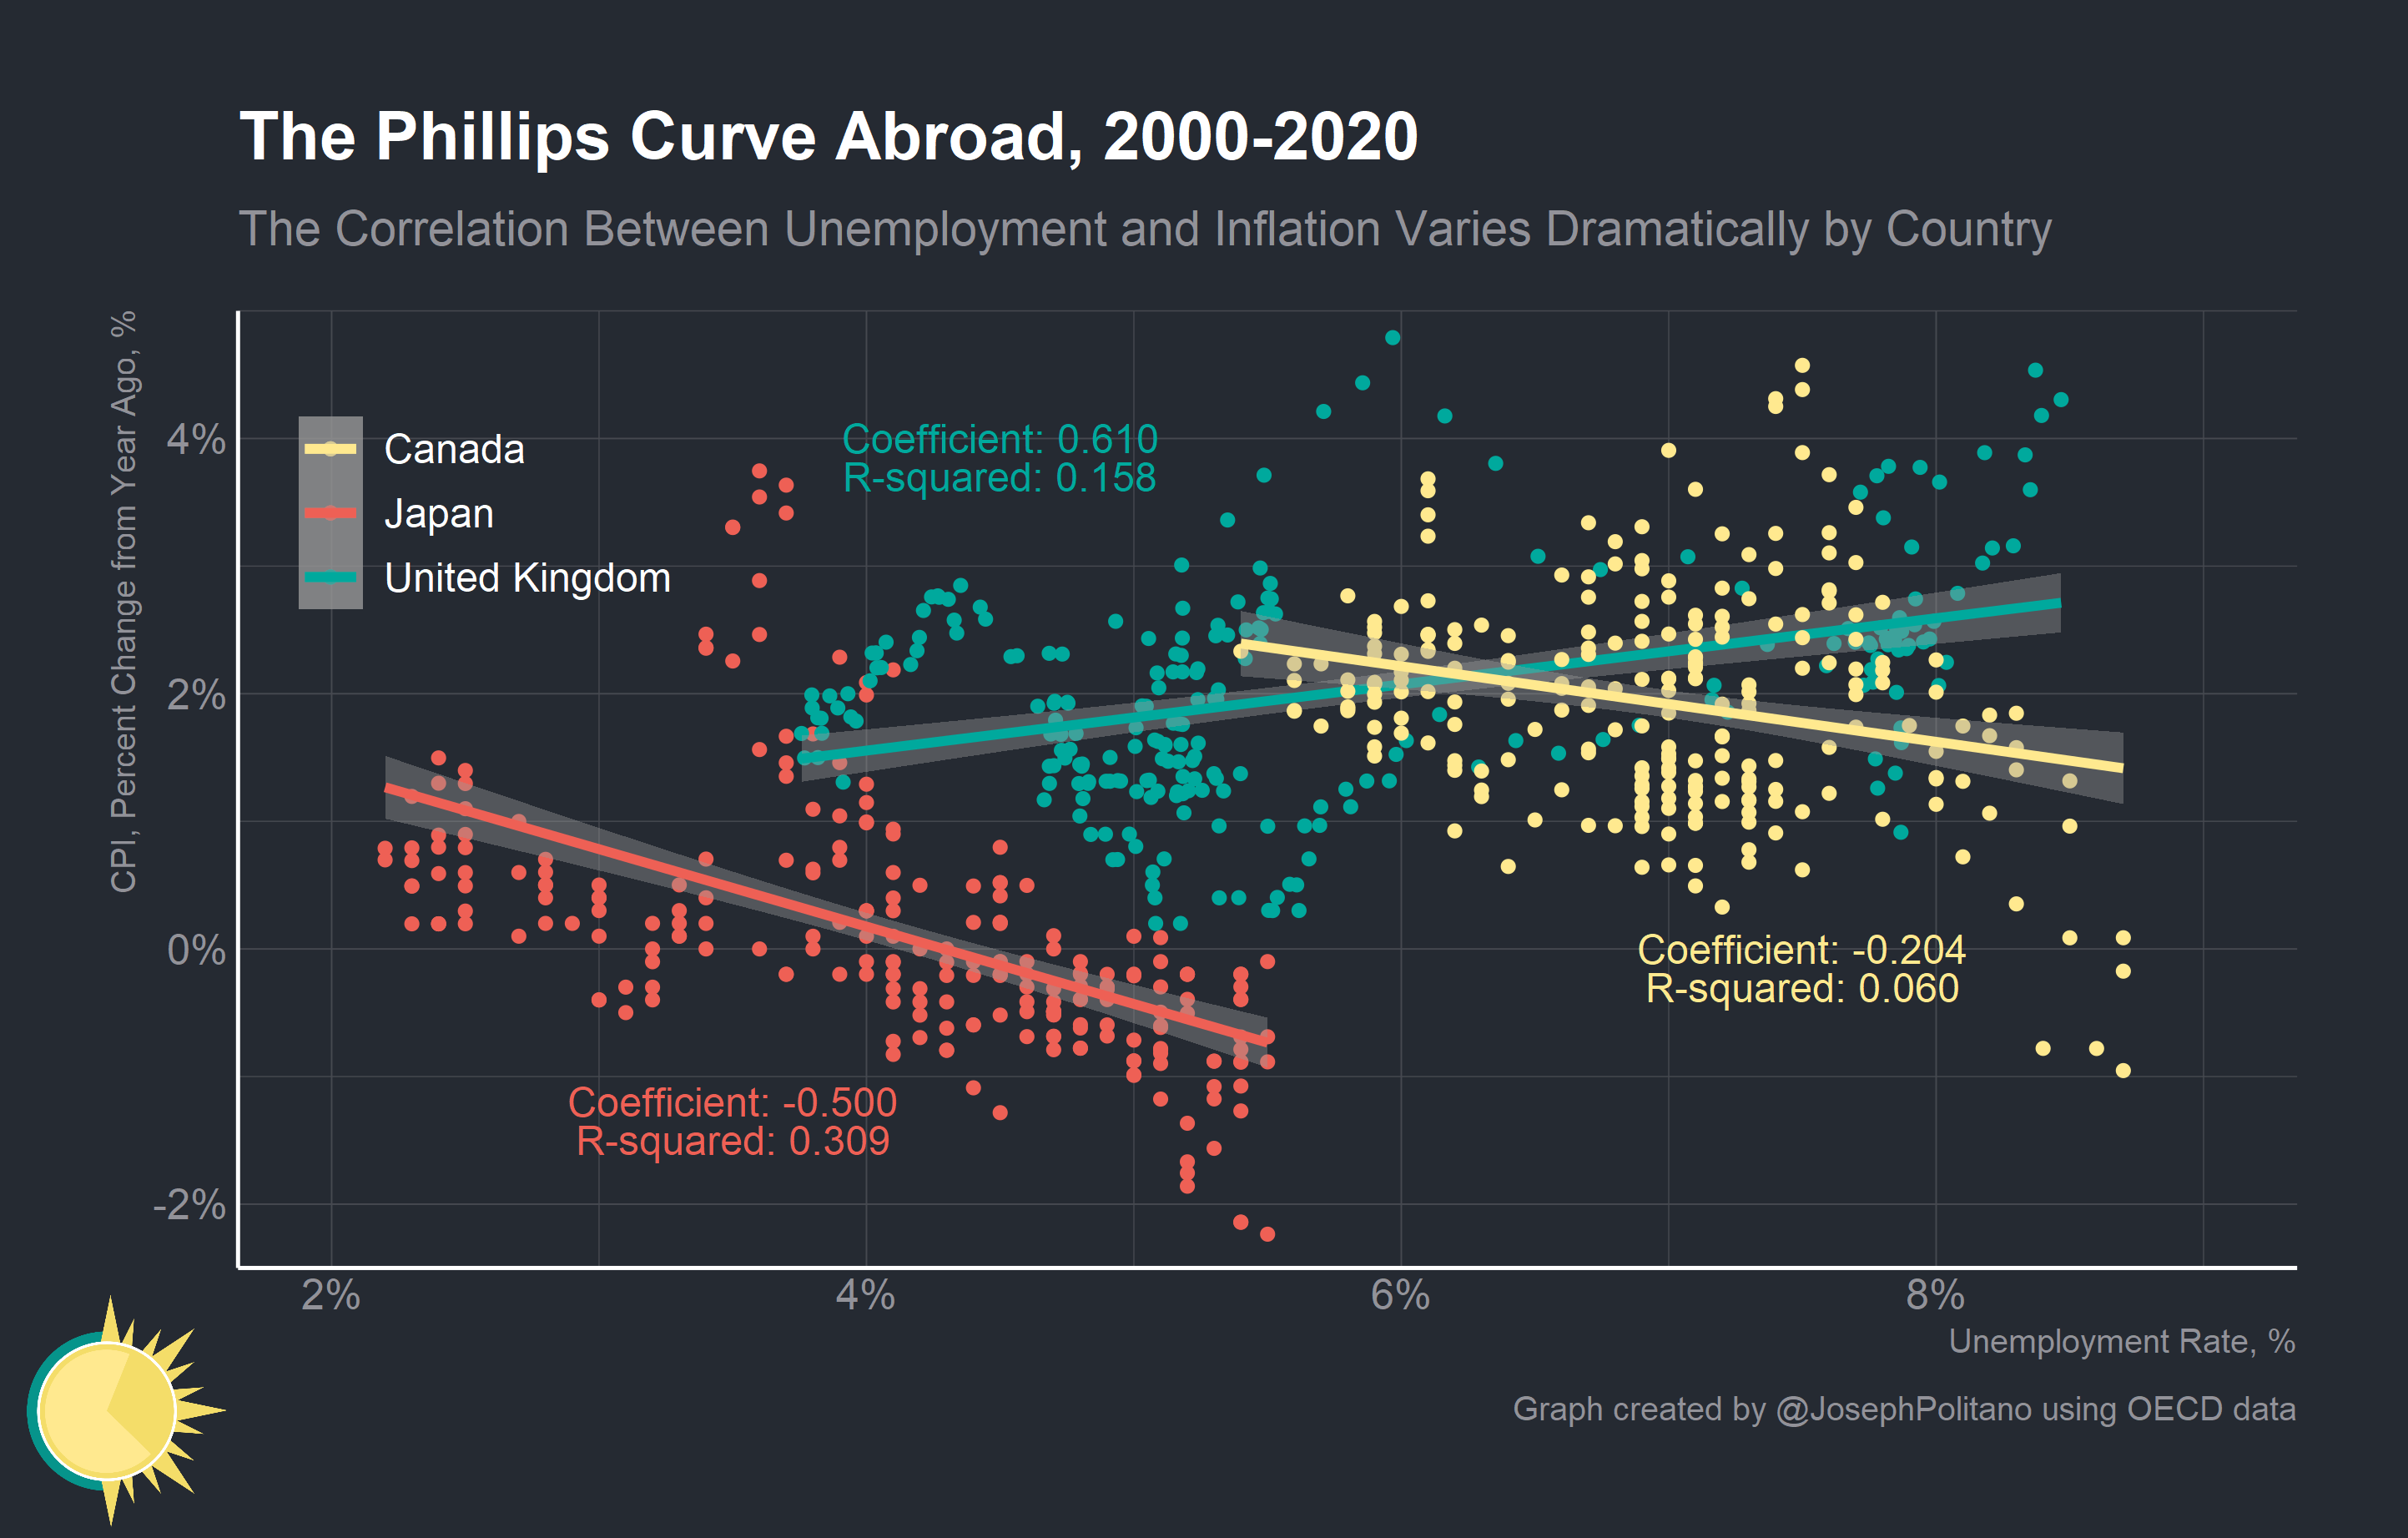 The Phillips Curve Abroad, 2000-2020
The Correlation Between Unemployment and Inflation Varies Dramatically by Country
CPI, Percent Change from Year Ago, %
4%
2%
0%
-2%
Canada
Japan
United Kingdom
Coefficient: 0.610
R-squared: 0.158
Coefficient: -0.204
R-squared: 0.060
Coefficient: -0.500
R-squared: 0.309
2%
4%
6%
8%
Unemployment Rate, %
Graph created by @JosephPolitano using OECD data